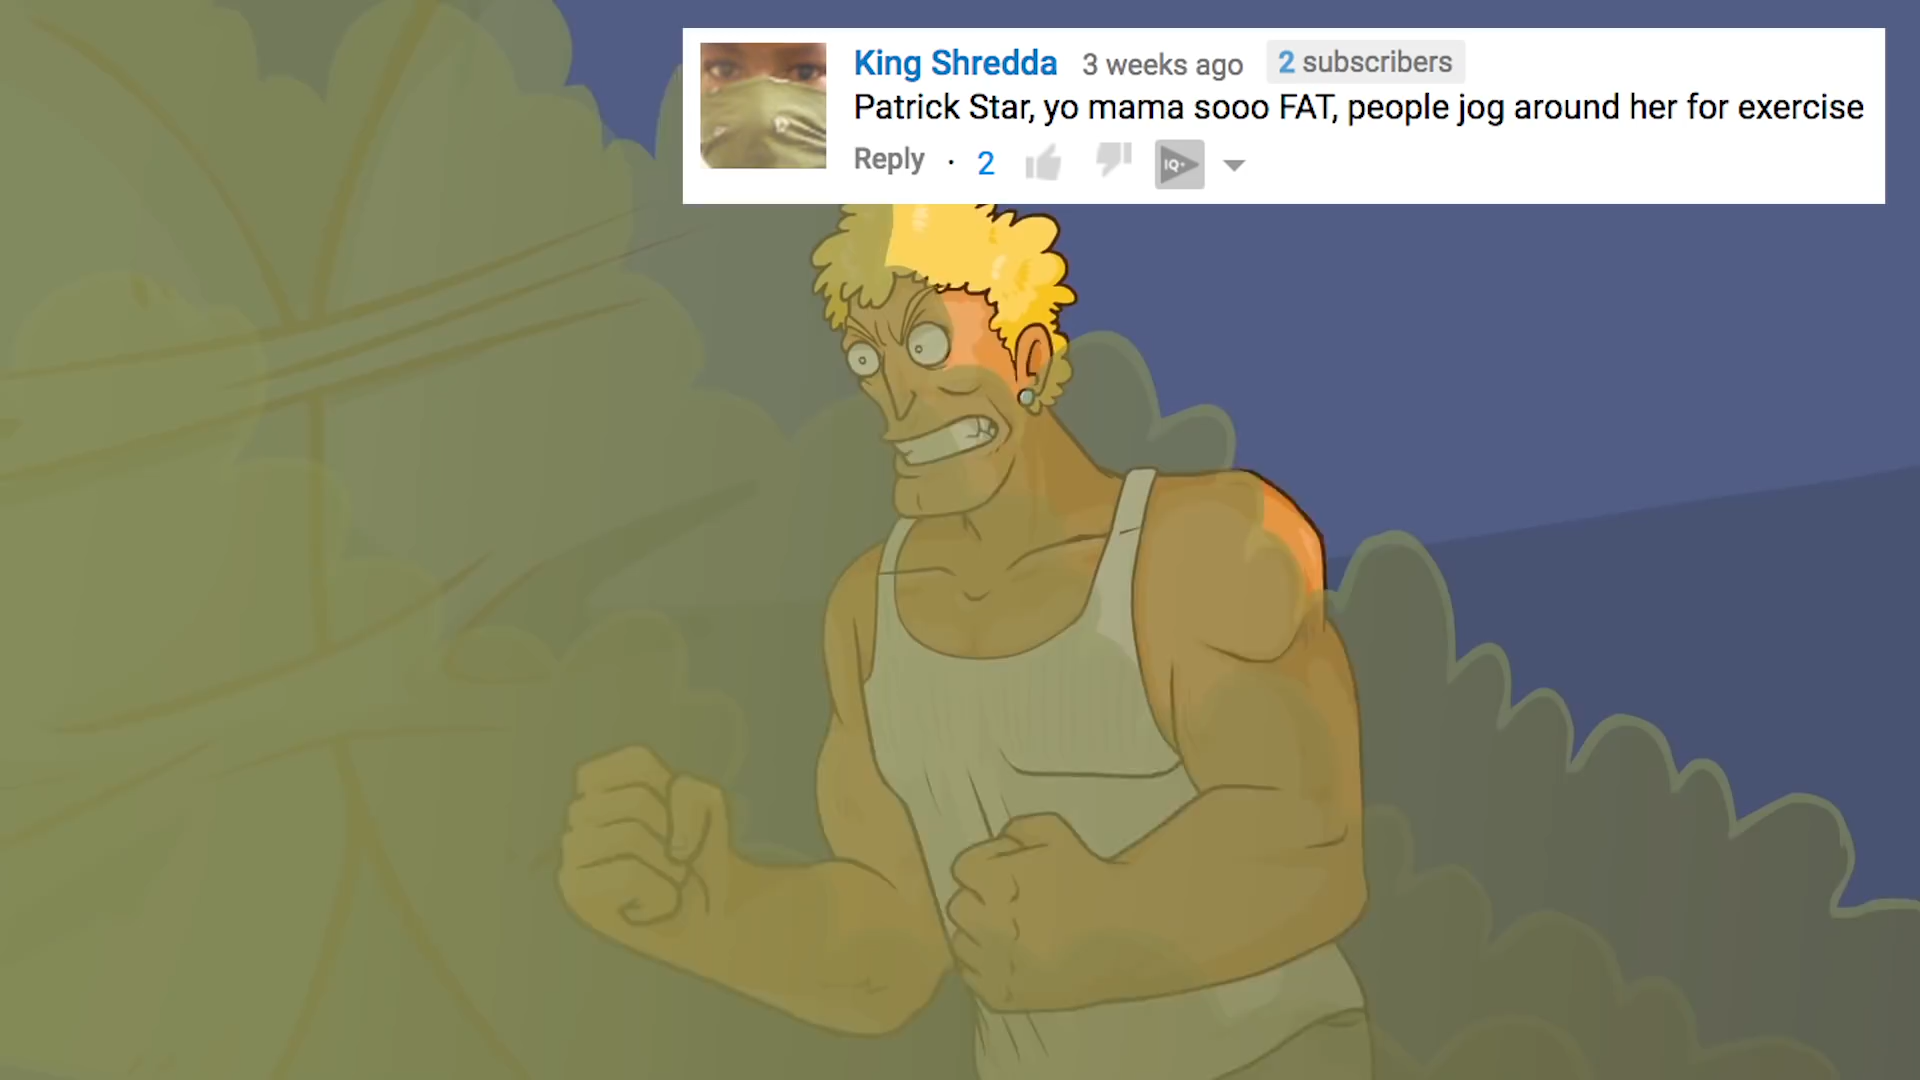 King Shredda 3 weeks ago 2 subscribers
Patrick Star, yo mama sooo FAT, people jog around her for exercise
Reply · 2 IQ+